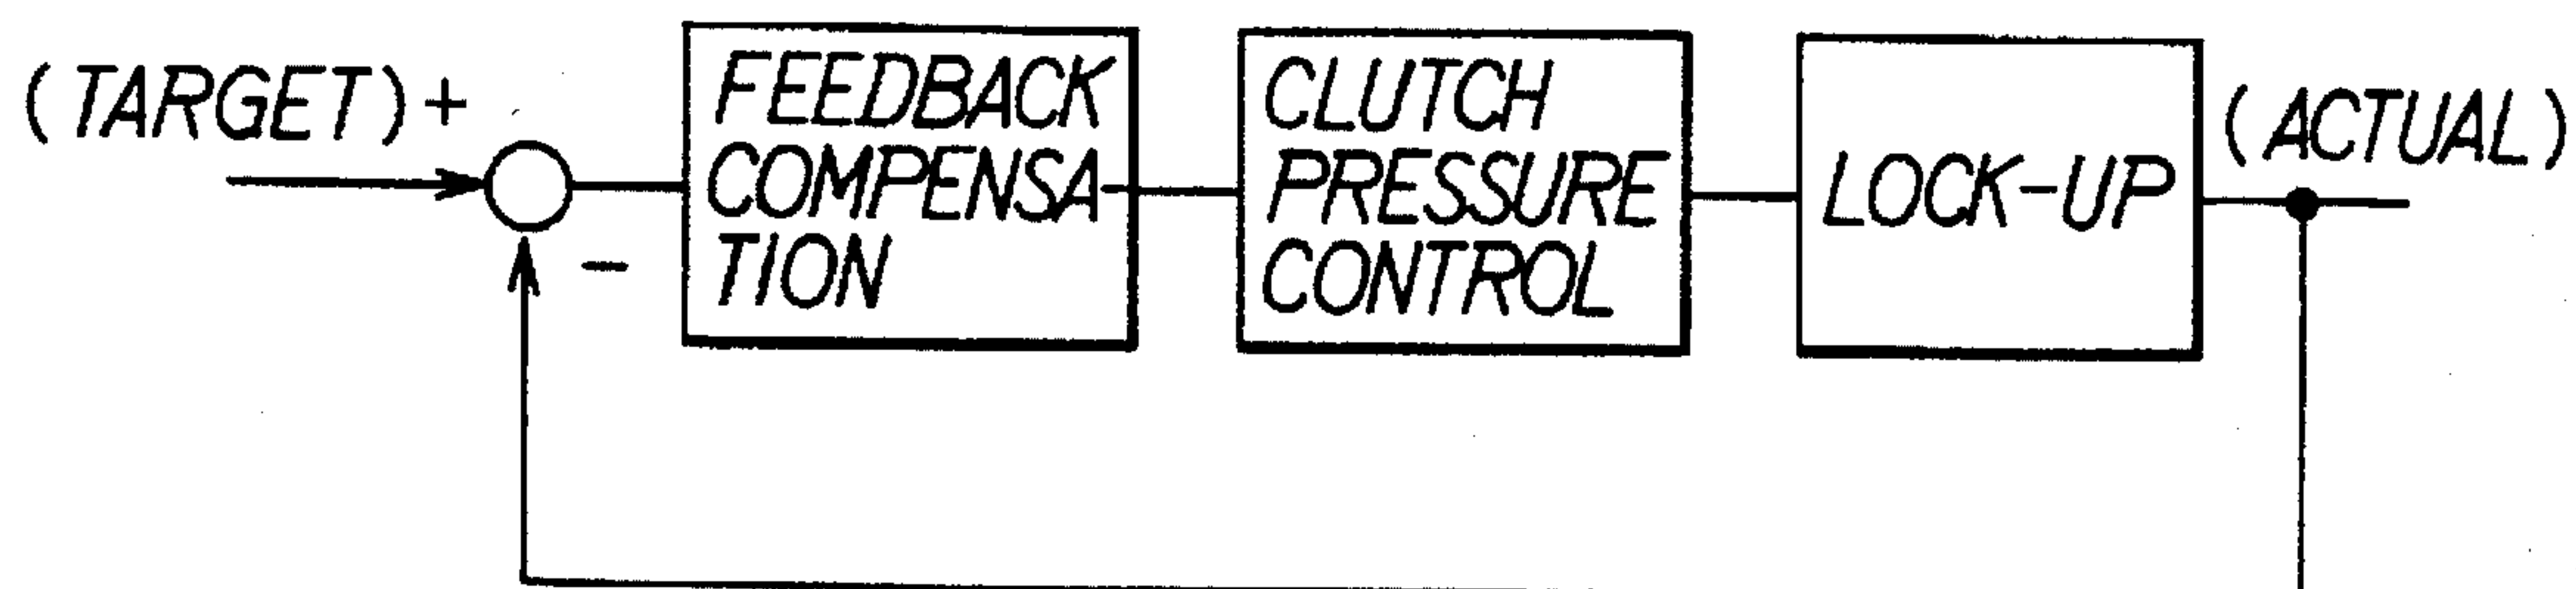 (TARGET) +
-
FEEDBACK
COMPENSA-
TION
CLUTCH
PRESSURE
CONTROL
LOCK-UP
(ACTUAL)